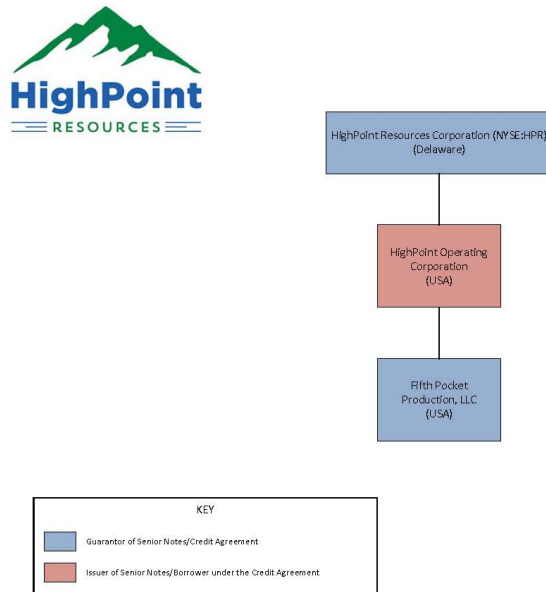 HighPoint
RESOURCES
HighPoint Resources Corporation (NYSE:HPR)
(Delaware)
HighPoint Operating
Corporation
(USA)
Fifth Pocket
Production, LLC
(USA)
KEY
Guarantor of Senior Notes/Credit Agreement
Issuer of Senior Notes/Borrower under the Credit Agreement